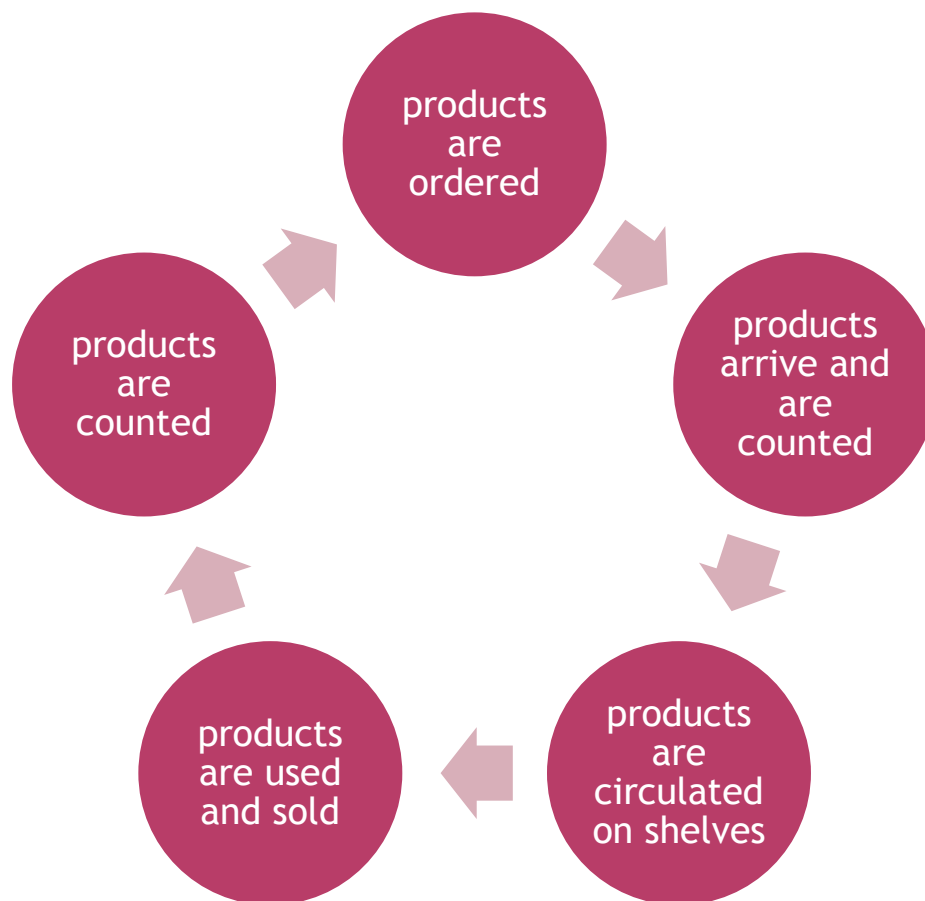 products
are
ordered
products
arrive and
are
counted
products
are
circulated
on shelves
products
are used
and sold
products
are
counted